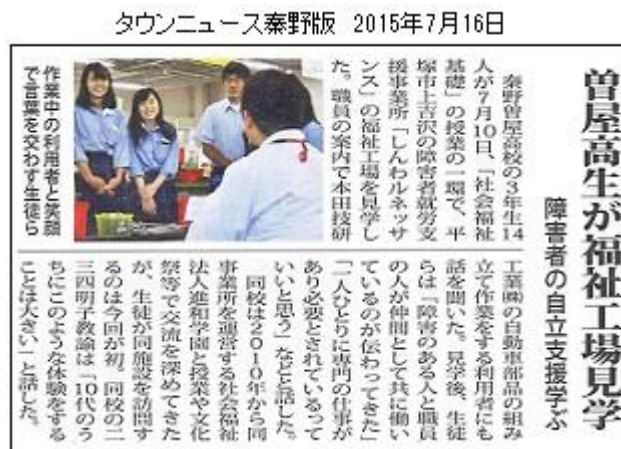 タウンニュース秦野版 2015年7月16日
曽屋高生が福祉工場見学
障害者の自立支援学ぶ
秦野曽屋高校の3年生14
人が7月10日、「社会福祉
基礎」の授業の一環で、平
塚市上吉沢の障害者就労支
援事業所「しんわルネッサ
ンス」の福祉工場を見学し
た。職員の案内で本田技研
工業㈱の自動車部品の組み
立て作業をする利用者にも
話を聞いた。見学後、生徒
らは「障害のある人と職員
の人が仲間として共に働い
ているのが伝わってきた」
「一人ひとりに専門の仕事が
あり必要とされているって
いいと思う」などと話した。
同校は2010年から同
事業所を運営する社会福祉
法人進和学園と授業や文化
祭等で交流を深めてきた
が、生徒が同施設を訪問す
るのは今回が初。同校の二
三四明子教諭は「10代のう
ちにこのような体験をする
ことは大きい」と話した。
作業中の利用者と笑顔
で言葉を交わす生徒ら